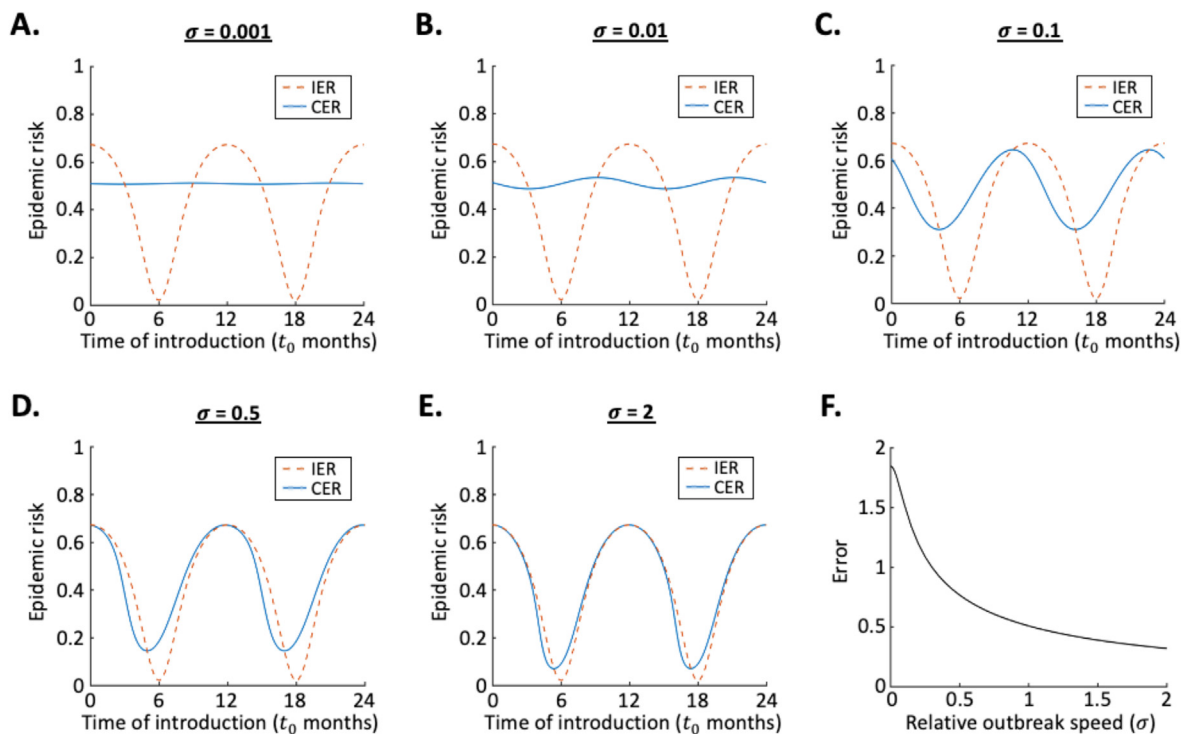 A.
σ = 0.001
Epidemic risk
1
0.8
0.6
0.4
0.2
0
IER
CER
0 6 12 18 24
Time of introduction (t₀ months)
B.
σ = 0.01
Epidemic risk
1
0.8
0.6
0.4
0.2
0
IER
CER
0 6 12 18 24
Time of introduction (t₀ months)
C.
σ = 0.1
Epidemic risk
1
0.8
0.6
0.4
0.2
0
IER
CER
0 6 12 18 24
Time of introduction (t₀ months)
D.
σ = 0.5
Epidemic risk
1
0.8
0.6
0.4
0.2
0
IER
CER
0 6 12 18 24
Time of introduction (t₀ months)
E.
σ = 2
Epidemic risk
1
0.8
0.6
0.4
0.2
0
IER
CER
0 6 12 18 24
Time of introduction (t₀ months)
F.
Error
2
1.5
1
0.5
0
0 0.5 1 1.5 2
Relative outbreak speed (σ)